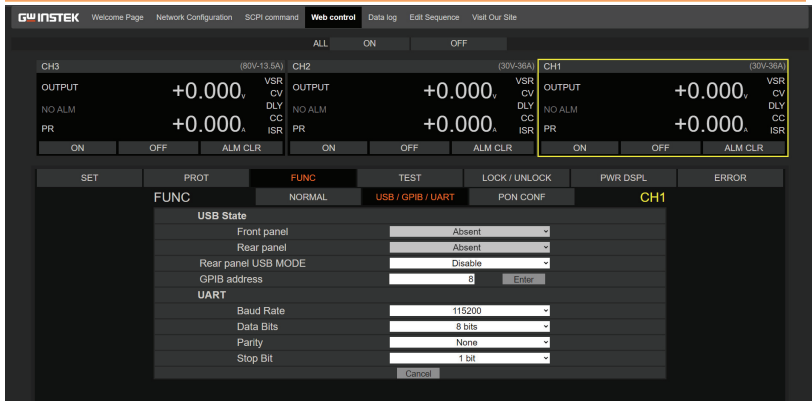 GW INSTEK Welcome Page Network Configuration SCPI command Web control Data log Edit Sequence Visit Our Site
ALL ON OFF
CH3 (80V-13.5A) CH2 (30V-36A) CH1 (30V-36A)
OUTPUT +0.000V VSR CV OUTPUT +0.000V VSR CV OUTPUT +0.000V VSR CV
NO ALM DLY NO ALM DLY NO ALM DLY
PR +0.000A CC ISR PR +0.000A CC ISR PR +0.000A CC ISR
ON OFF ALM CLR ON OFF ALM CLR ON OFF ALM CLR
SET PROT FUNC TEST LOCK / UNLOCK PWR DSPL ERROR
FUNC NORMAL USB / GPIB / UART PON CONF CH1
USB State
Front panel Absent
Rear panel Absent
Rear panel USB MODE Disable
GPIB address 8 Enter
UART
Baud Rate 115200
Data Bits 8 bits
Parity None
Stop Bit 1 bit
Cancel